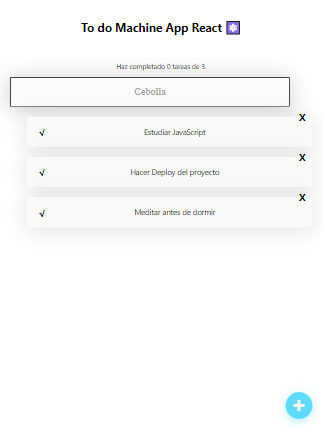 To do Machine App React ⚛
Haz completado 0 tareas de 3.
Cebolla
X
√ Estudiar JavaScript
X
√ Hacer Deploy del proyecto
X
√ Meditar antes de dormir
+